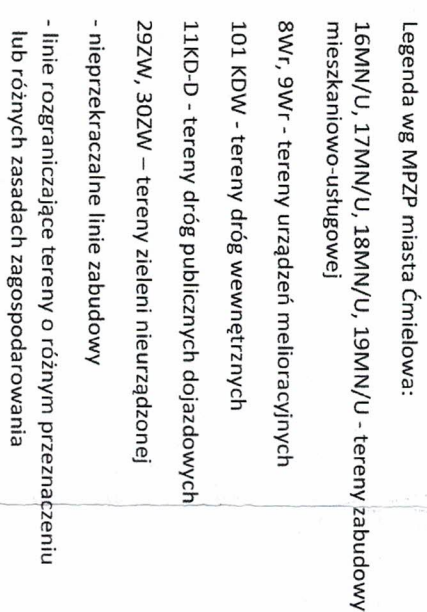 Legenda wg MPZP miasta Ćmielowa:
16MN/U, 17MN/U, 18MN/U, 19MN/U - tereny zabudowy
mieszkaniowo-usługowej
8Wr, 9Wr - tereny urządzeń melioracyjnych
101 KDW - tereny dróg wewnętrznych
11KD-D - tereny dróg publicznych dojazdowych
29ZW, 30ZW – tereny zieleni nieurządzonej
- nieprzekraczalne linie zabudowy
- linie rozgraniczające tereny o różnym przeznaczeniu
lub różnych zasadach zagospodarowania